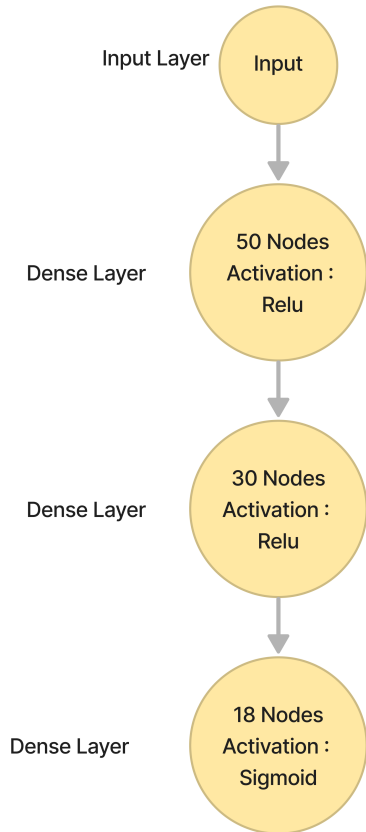 Input Layer
Input
Dense Layer
50 Nodes
Activation :
Relu
Dense Layer
30 Nodes
Activation :
Relu
Dense Layer
18 Nodes
Activation :
Sigmoid